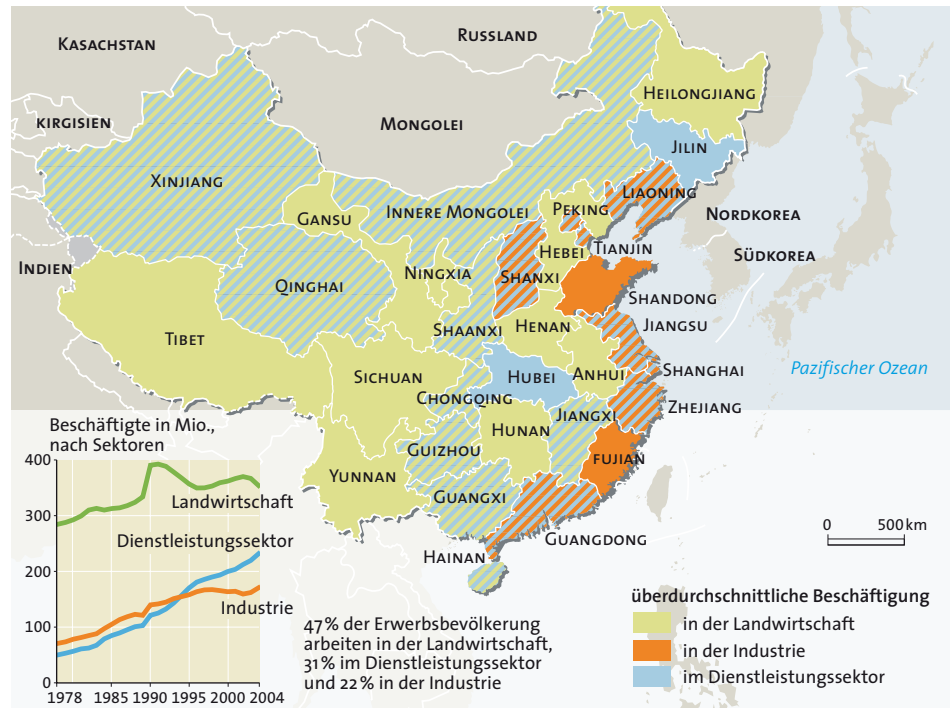 Kasachstan
Russland
Heilongjiang
kirgisien
Mongolei
Jilin
Xinjiang
Liaoning
Gansu
Innere Mongolei
Peking
Nordkorea
Hebei
Tianjin
Südkorea
Indien
Qinghai
Ningxia
Shanxi
Shandong
Tibet
Shaanxi
Henan
Jiangsu
Sichuan
Hubei
Anhui
Shanghai
Pazifischer Ozean
Chongqing
Jiangxi
Zhejiang
Guizhou
Hunan
Fujian
Yunnan
Guangxi
Guangdong
Hainan
0 500 km
Beschäftigte in Mio.,
nach Sektoren
400
Landwirtschaft
300
Dienstleistungssektor
200
Industrie
100
0
1978 1985 1990 1995 2000 2004
47% der Erwerbsbevölkerung
arbeiten in der Landwirtschaft,
31% im Dienstleistungssektor
und 22% in der Industrie
überdurchschnittliche Beschäftigung
in der Landwirtschaft
in der Industrie
im Dienstleistungssektor